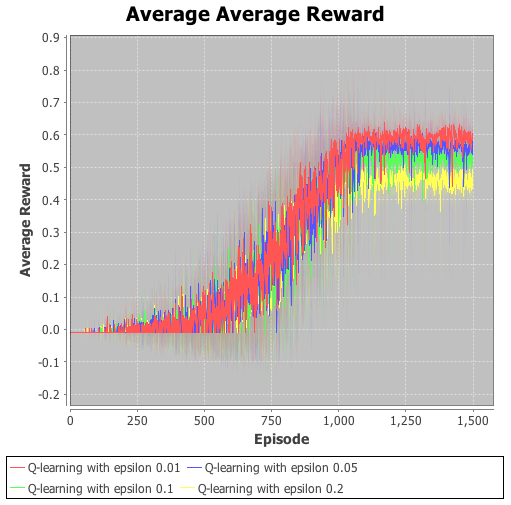 Average Average Reward
0.9
0.8
0.7
0.6
0.5
0.4
0.3
0.2
0.1
0.0
-0.1
-0.2
Average Reward
0 250 500 750 1,000 1,250 1,500
Episode
Q-learning with epsilon 0.01 Q-learning with epsilon 0.05
Q-learning with epsilon 0.1 Q-learning with epsilon 0.2